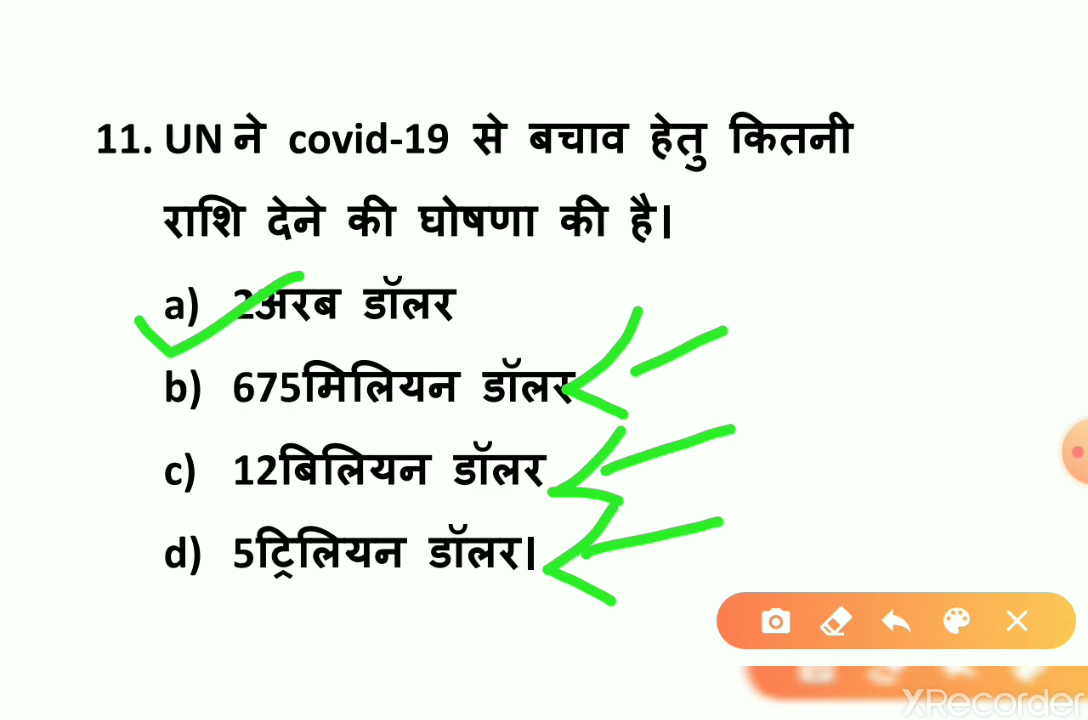 11. UN ने covid-19 से बचाव हेतु कितनी
राशि देने की घोषणा की है।
a) 2अरब डॉलर
b) 675मिलियन डॉलर
c) 12बिलियन डॉलर
d) 5ट्रिलियन डॉलर।
XRecorder